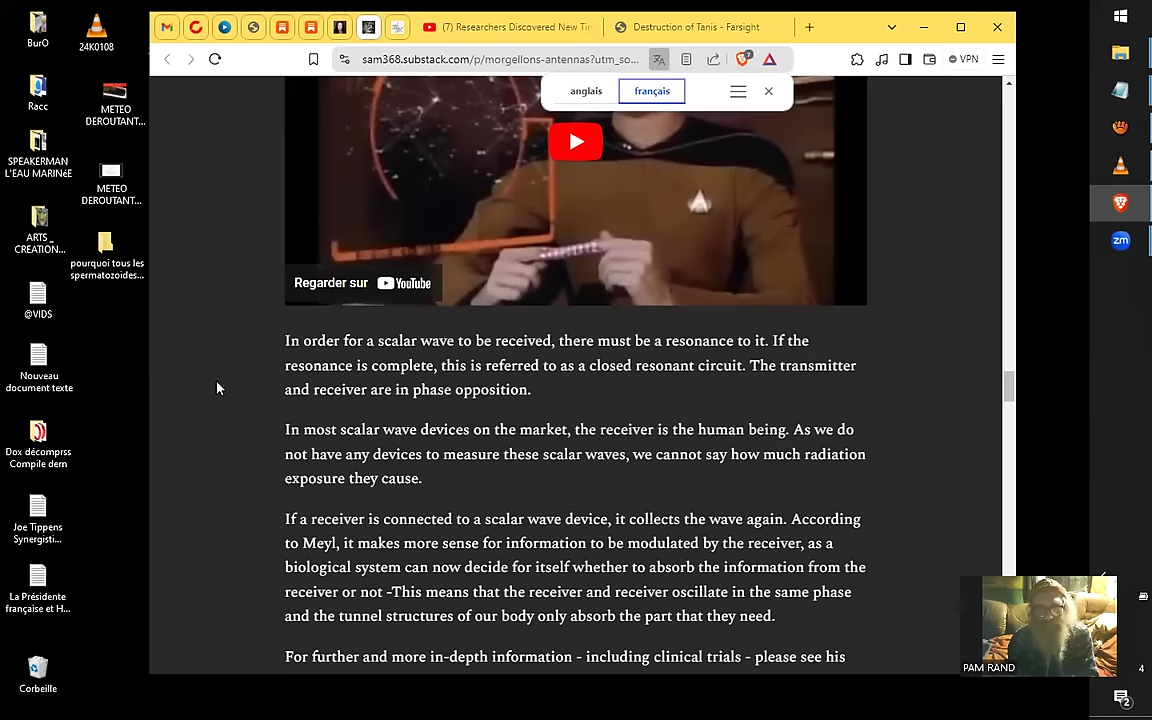 BurO
24K0108
Racc
METEO
DEROUTANT...
SPEAKERMAN
L'EAU MARINéE
METEO
DEROUTANT...
ARTS _
CREATION...
pourquoi tous les
spermatozoides...
@VIDS
Nouveau
document texte
Dox décomprss
Compile dern
Joe Tippens
Synergisti...
La Présidente
française et H...
Corbeille
(7) Researchers Discovered New Ti
Destruction of Tanis - Farsight
sam368.substack.com/p/morgellons-antennas?utm_so...
7
VPN
anglais
français
Regarder sur YouTube
In order for a scalar wave to be received, there must be a resonance to it. If the
resonance is complete, this is referred to as a closed resonant circuit. The transmitter
and receiver are in phase opposition.
In most scalar wave devices on the market, the receiver is the human being. As we do
not have any devices to measure these scalar waves, we cannot say how much radiation
exposure they cause.
If a receiver is connected to a scalar wave device, it collects the wave again. According
to Meyl, it makes more sense for information to be modulated by the receiver, as a
biological system can now decide for itself whether to absorb the information from the
receiver or not -This means that the receiver and receiver oscillate in the same phase
and the tunnel structures of our body only absorb the part that they need.
For further and more in-depth information - including clinical trials - please see his
zm
PAM RAND
4
2